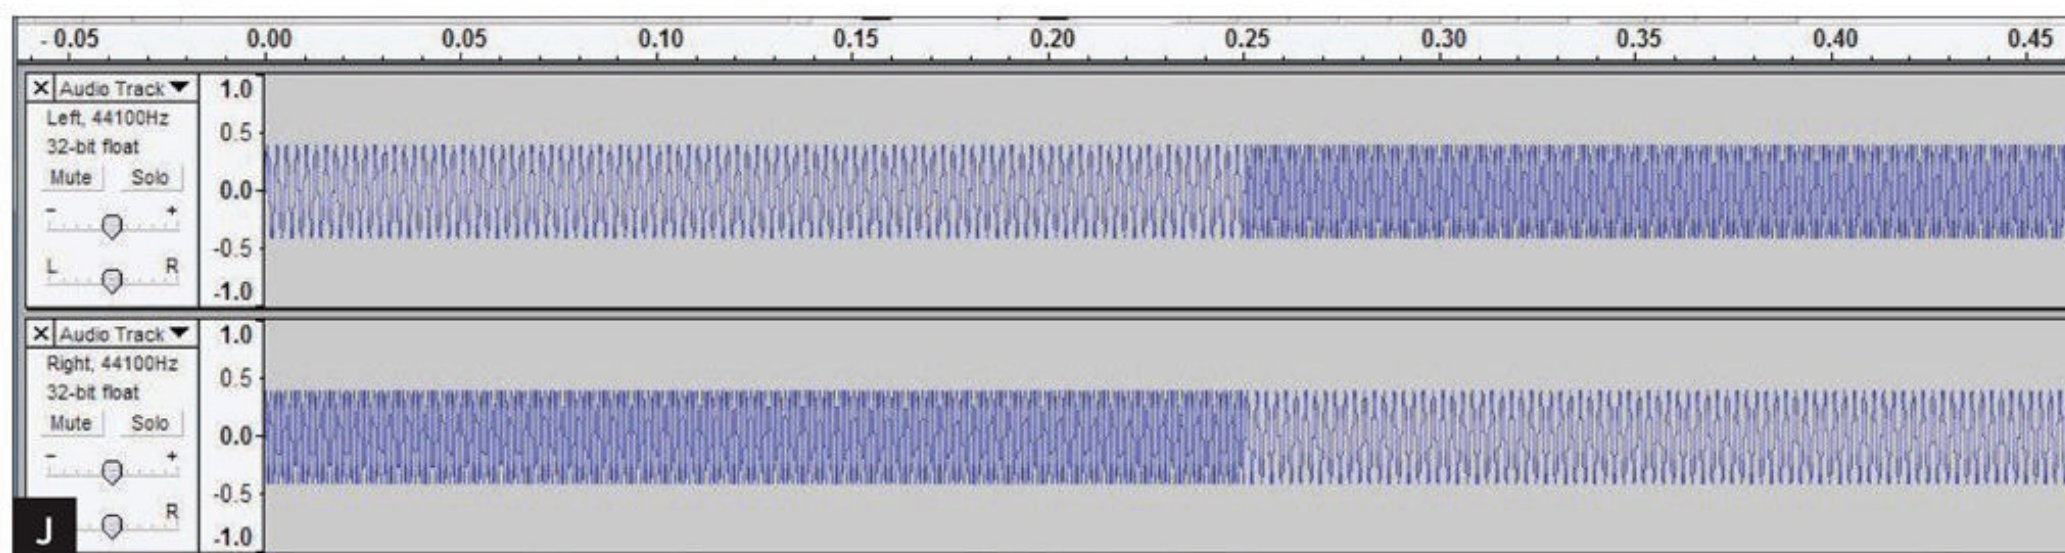 - 0.05 0.00 0.05 0.10 0.15 0.20 0.25 0.30 0.35 0.40 0.45
X Audio Track ▼ 1.0
Left, 44100Hz
0.5
32-bit float
Mute Solo 0.0
- +
-0.5
L R
-1.0
X Audio Track ▼ 1.0
Right, 44100Hz
0.5
32-bit float
Mute Solo 0.0
- +
-0.5
R
-1.0
J